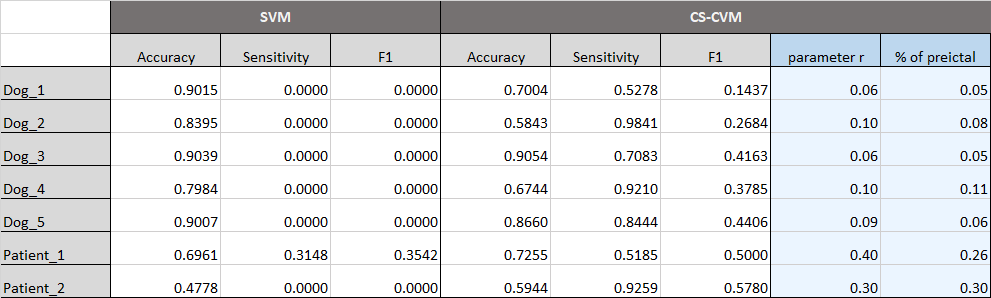 SVM CS-CVM
Accuracy Sensitivity F1 Accuracy Sensitivity F1 parameter r % of preictal
Dog_1 0.9015 0.0000 0.0000 0.7004 0.5278 0.1437 0.06 0.05
Dog_2 0.8395 0.0000 0.0000 0.5843 0.9841 0.2684 0.10 0.08
Dog_3 0.9039 0.0000 0.0000 0.9054 0.7083 0.4163 0.06 0.05
Dog_4 0.7984 0.0000 0.0000 0.6744 0.9210 0.3785 0.10 0.11
Dog_5 0.9007 0.0000 0.0000 0.8660 0.8444 0.4406 0.09 0.06
Patient_1 0.6961 0.3148 0.3542 0.7255 0.5185 0.5000 0.40 0.26
Patient_2 0.4778 0.0000 0.0000 0.5944 0.9259 0.5780 0.30 0.30